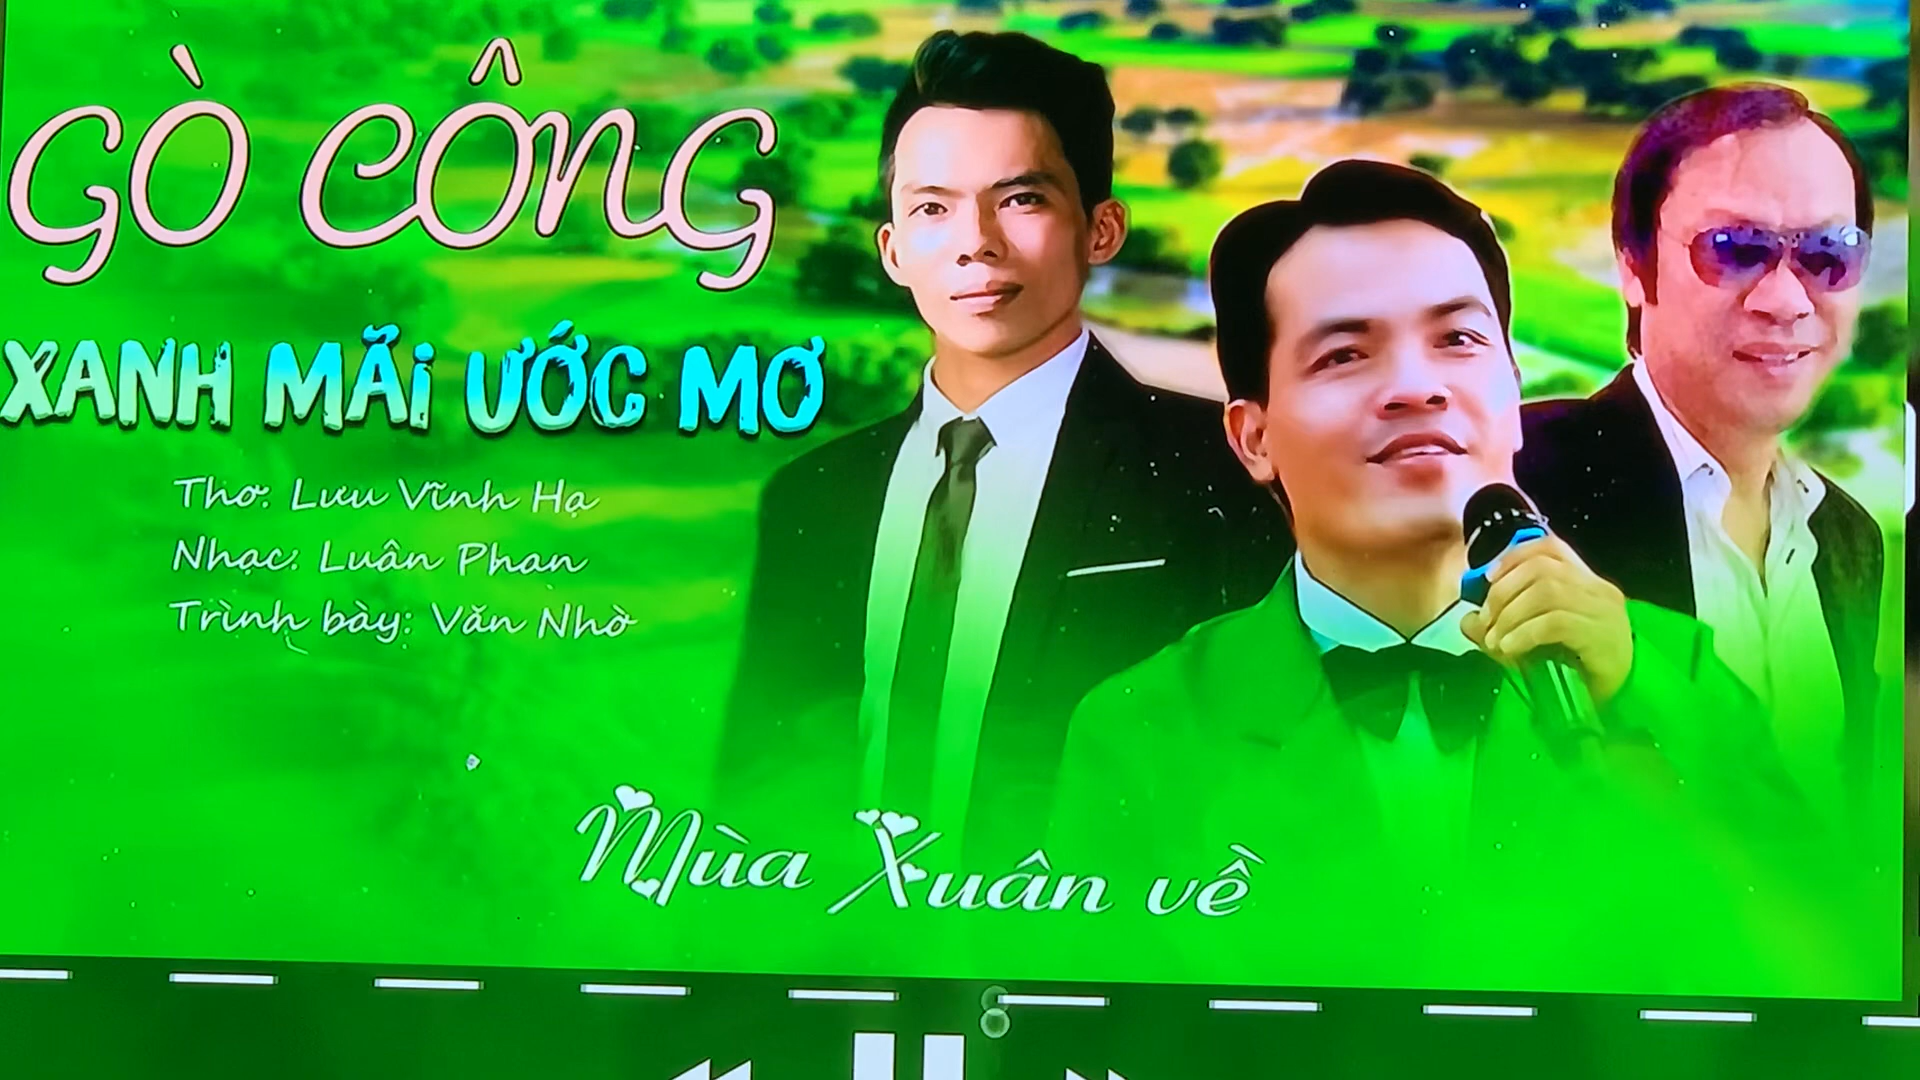 GÒ CÔNG
XANH MÃi ƯỚC MƠ
Thơ: Lưu Vĩnh Hạ
Nhạc: Luân Phan
Trình bày: Văn Nhờ
Mùa Xuân về